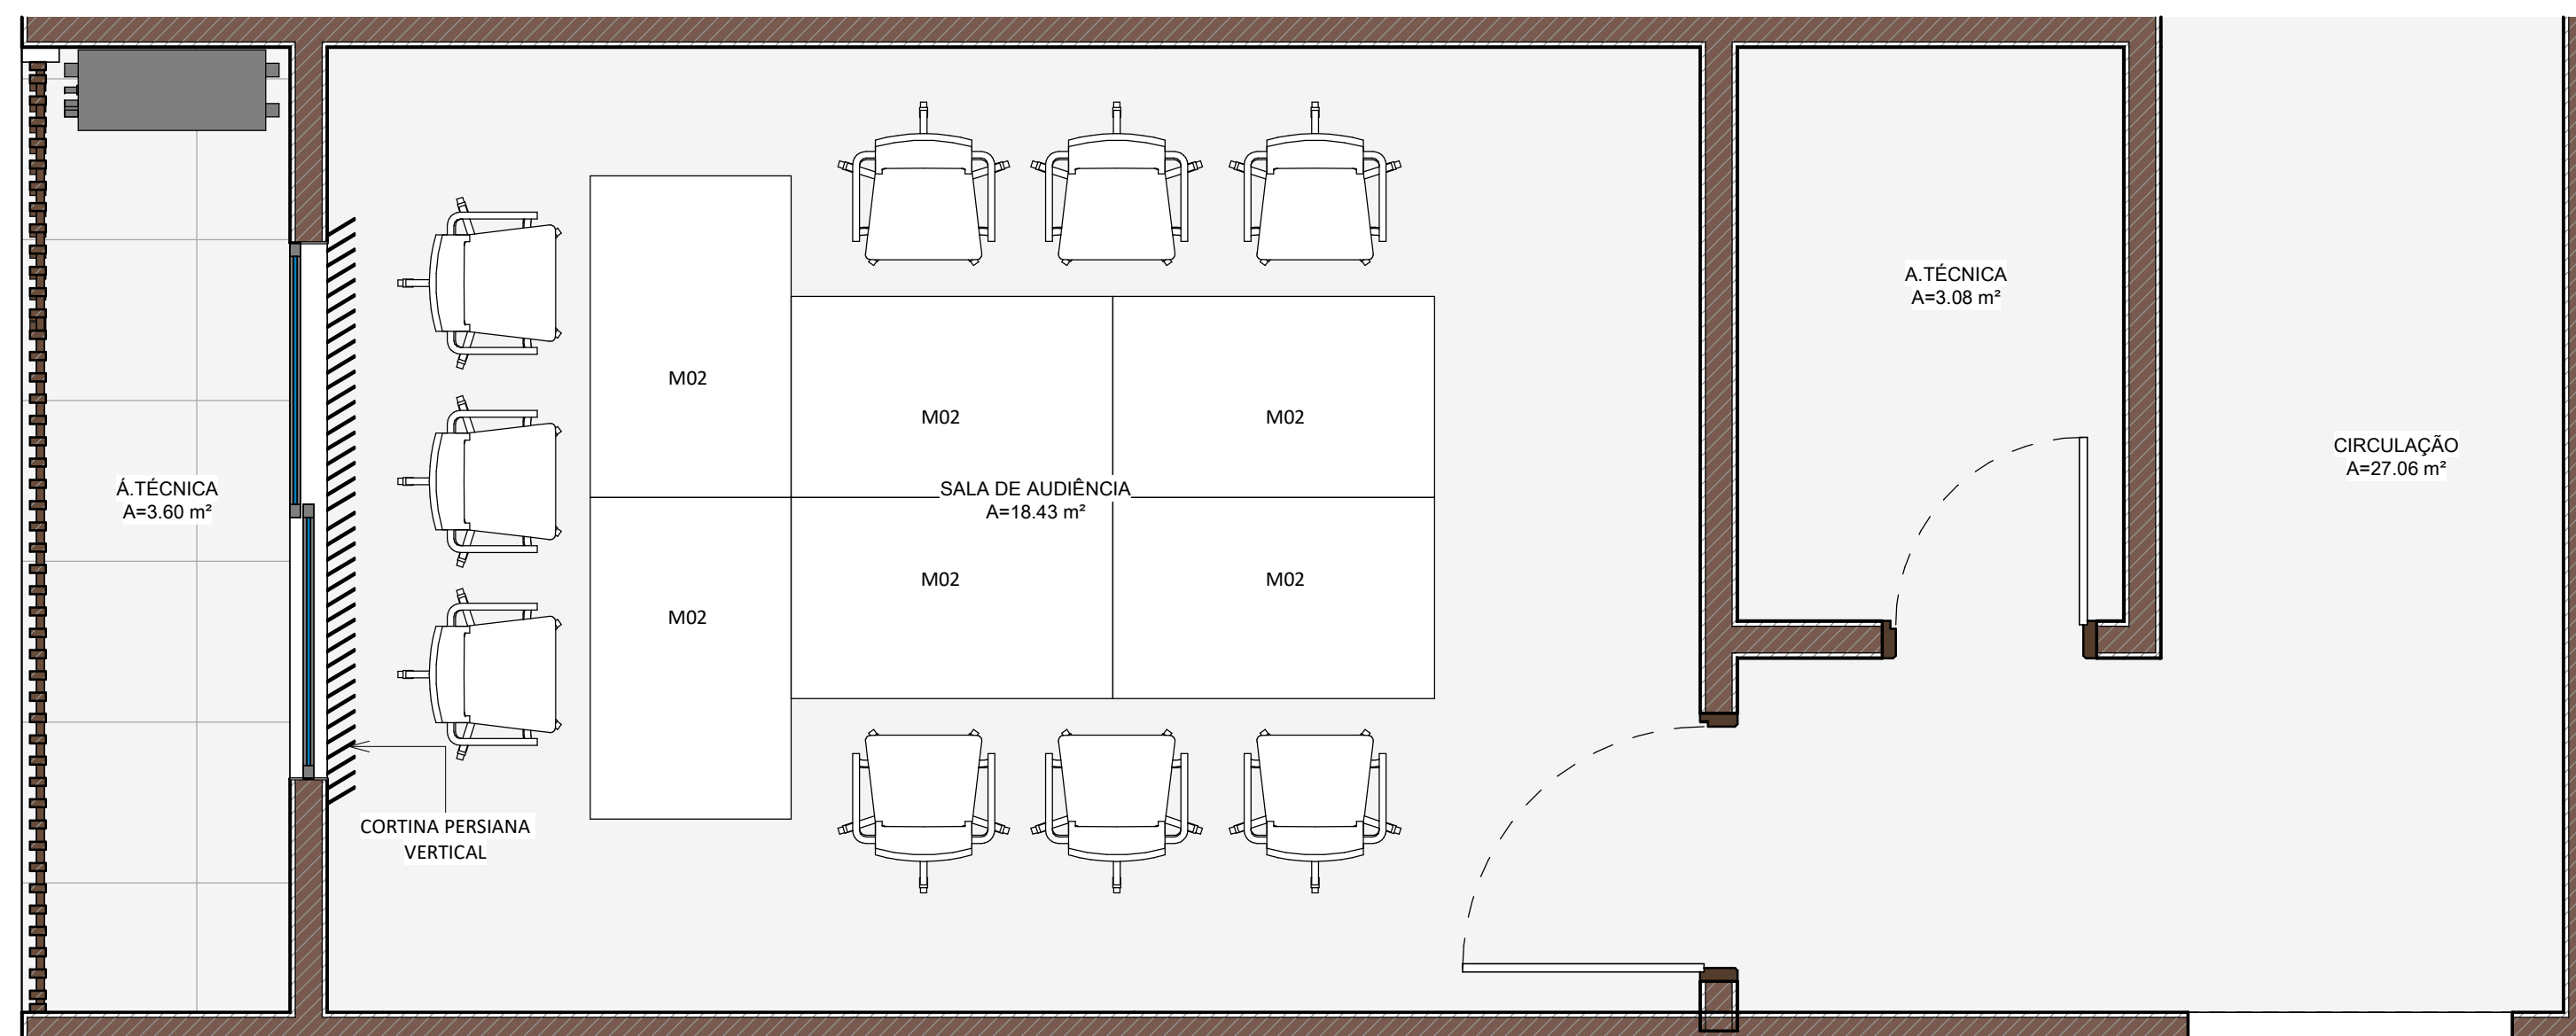 A.TÉCNICA
A=3.08 m²
M02
M02
M02
CIRCULAÇÃO
A=27.06 m²
Á.TÉCNICA
A=3.60 m²
SALA DE AUDIÊNCIA
A=18.43 m²
M02
M02
M02
CORTINA PERSIANA
VERTICAL